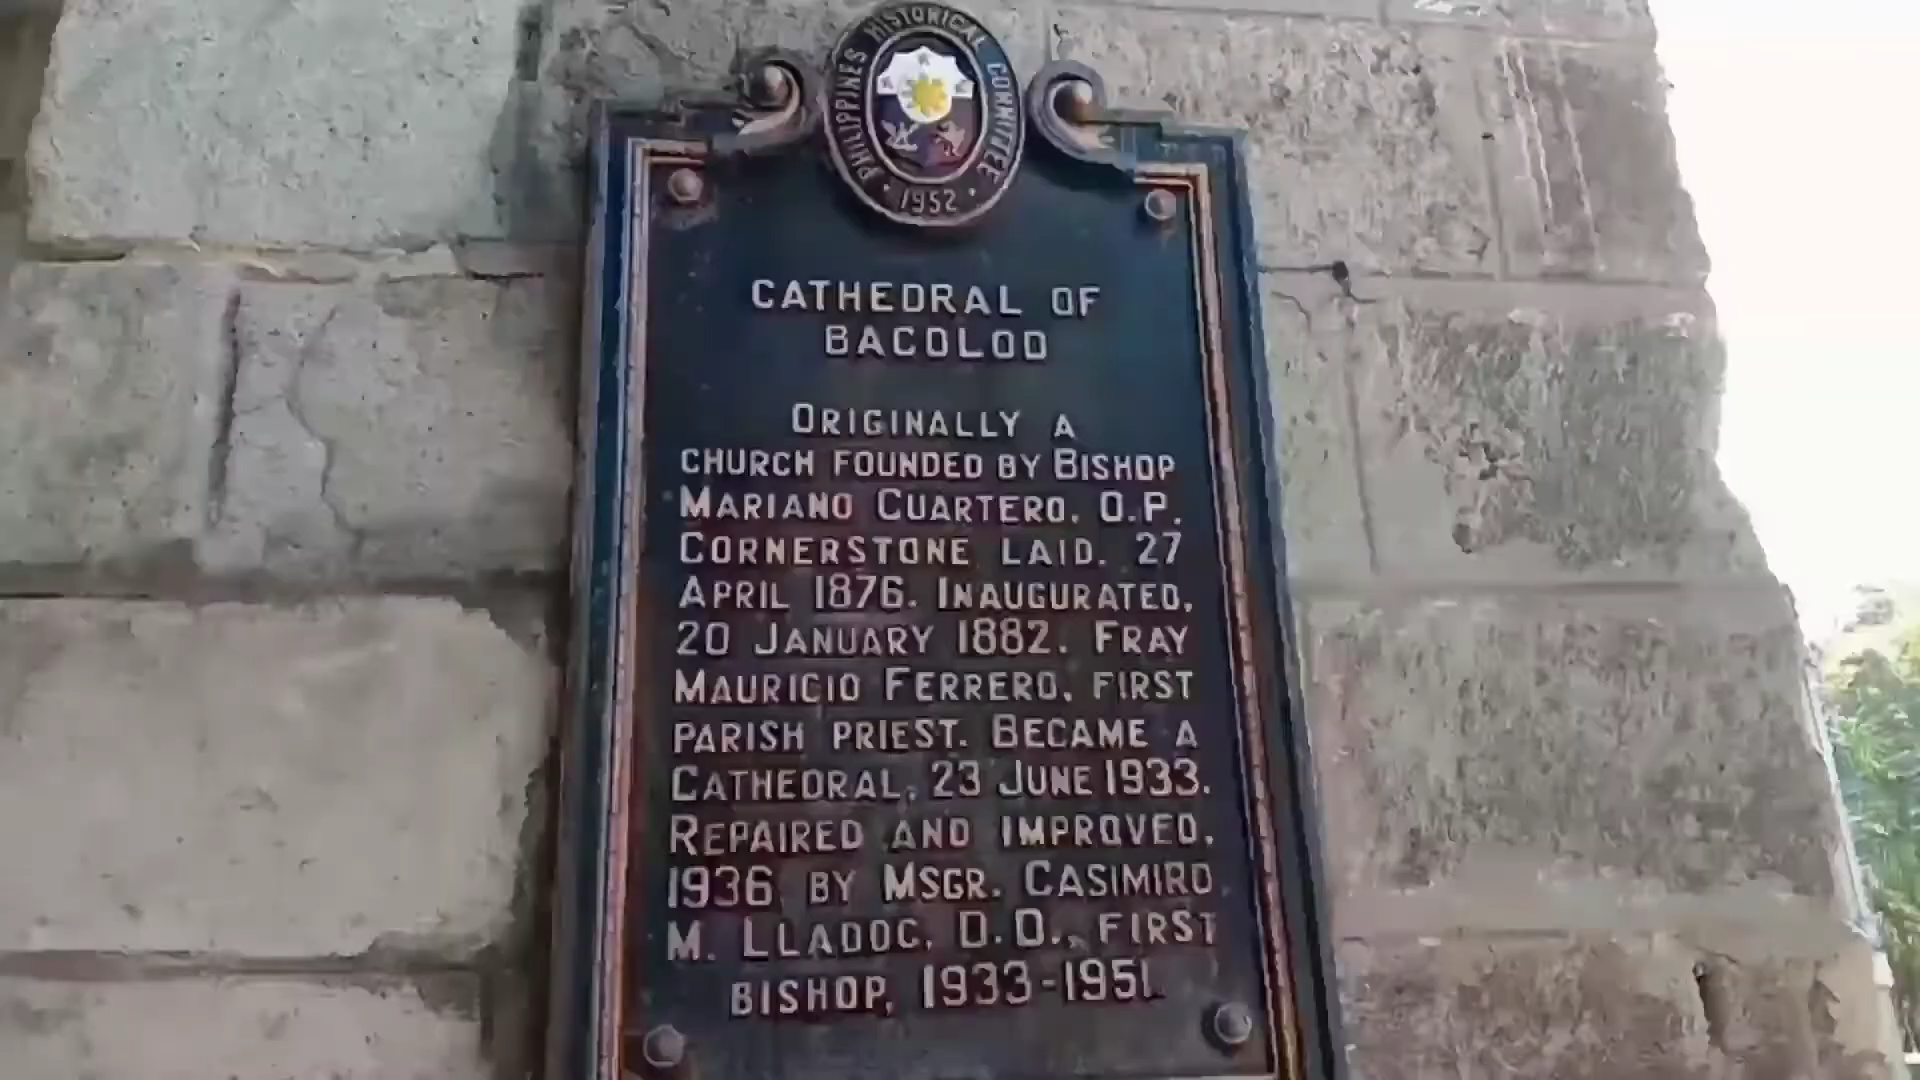 PHILIPPINES HISTORICAL COMMITTEE
• 1952 •
CATHEDRAL OF
BACOLOD
ORIGINALLY A
CHURCH FOUNDED BY BISHOP
MARIANO CUARTERO, O.P.
CORNERSTONE LAID, 27
APRIL 1876. INAUGURATED,
20 JANUARY 1882. FRAY
MAURICIO FERRERO, FIRST
PARISH PRIEST. BECAME A
CATHEDRAL, 23 JUNE 1933.
REPAIRED AND IMPROVED,
1936, BY MSGR. CASIMIRO
M. LLADOC, D.D., FIRST
BISHOP, 1933-1951.